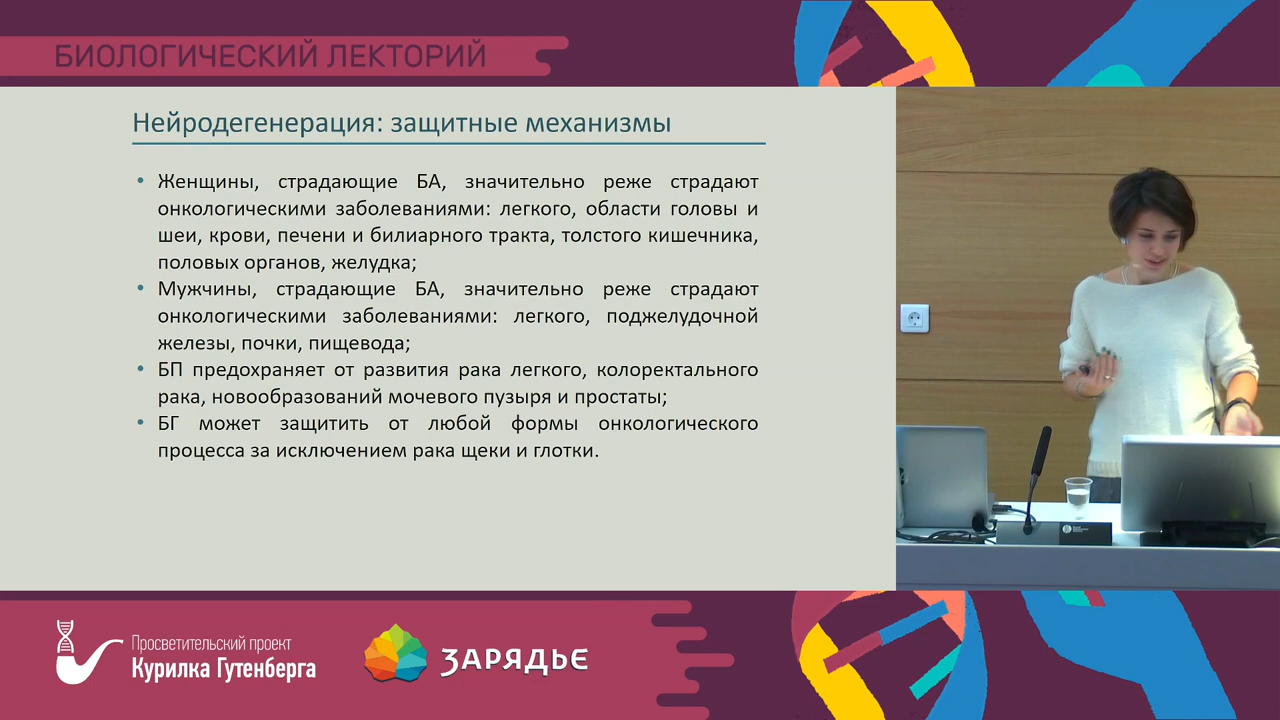 БИОЛОГИЧЕСКИЙ ЛЕКТОРИЙ
Нейродегенерация: защитные механизмы
• Женщины, страдающие БА, значительно реже страдают
онкологическими заболеваниями: легкого, области головы и
шеи, крови, печени и билиарного тракта, толстого кишечника,
половых органов, желудка;
• Мужчины, страдающие БА, значительно реже страдают
онкологическими заболеваниями: легкого, поджелудочной
железы, почки, пищевода;
• БП предохраняет от развития рака легкого, колоректального
рака, новообразований мочевого пузыря и простаты;
• БГ может защитить от любой формы онкологического
процесса за исключением рака щеки и глотки.
Просветительский проект
Курилка Гутенберга
ЗАРЯДЬЕ